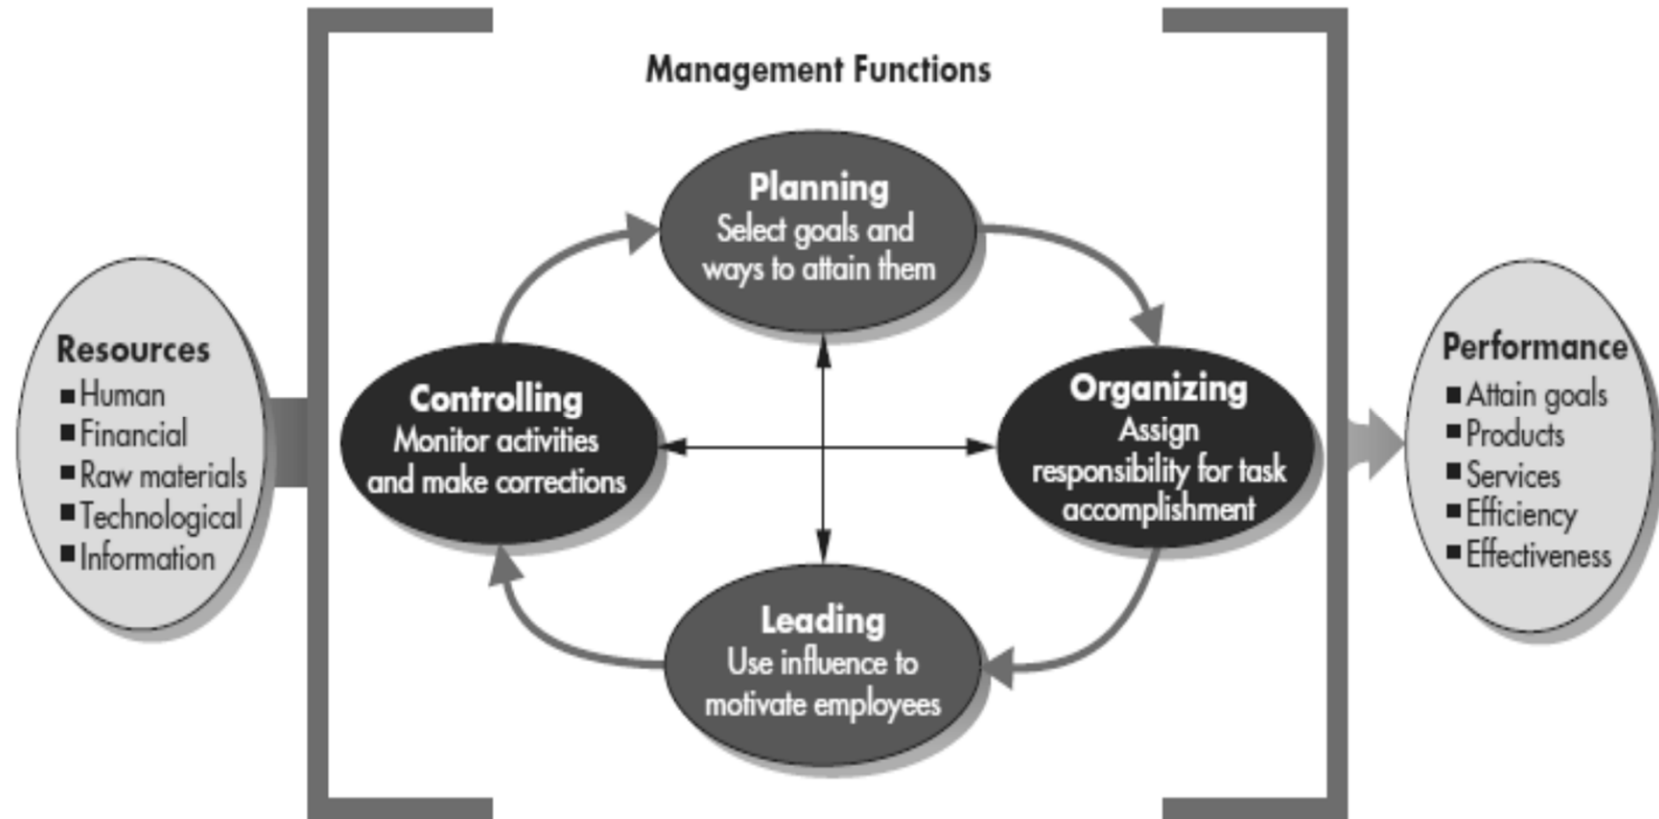 Management Functions
Planning
Select goals and
ways to attain them
Resources
■ Human
■ Financial
■ Raw materials
■ Technological
■ Information
Controlling
Monitor activities
and make corrections
Organizing
Assign
responsibility for task
accomplishment
Leading
Use influence to
motivate employees
Performance
■ Attain goals
■ Products
■ Services
■ Efficiency
■ Effectiveness